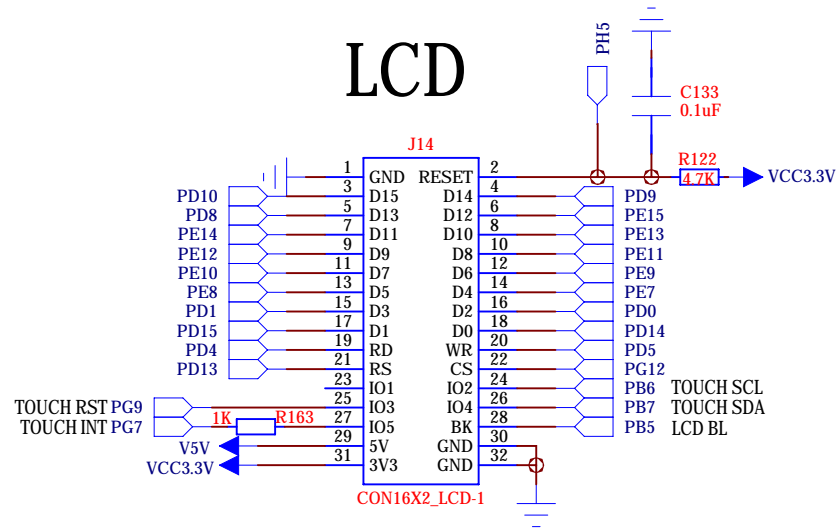 LCD
PH5
C133
0.1uF
J14
R122
4.7K
VCC3.3V
1 GND RESET 2
PD10 3 D15 D14 4 PD9
PD8 5 D13 D12 6 PE15
PE14 7 D11 D10 8 PE13
PE12 9 D9 D8 10 PE11
PE10 11 D7 D6 12 PE9
PE8 13 D5 D4 14 PE7
PD1 15 D3 D2 16 PD0
PD15 17 D1 D0 18 PD14
PD4 19 RD WR 20 PD5
PD13 21 RS CS 22 PG12
23 IO1 IO2 24 PB6 TOUCH SCL
TOUCH RST PG9 25 IO3 IO4 26 PB7 TOUCH SDA
TOUCH INT PG7 1K R163 27 IO5 BK 28 PB5 LCD BL
V5V 29 5V GND 30
VCC3.3V 31 3V3 GND 32
CON16X2_LCD-1